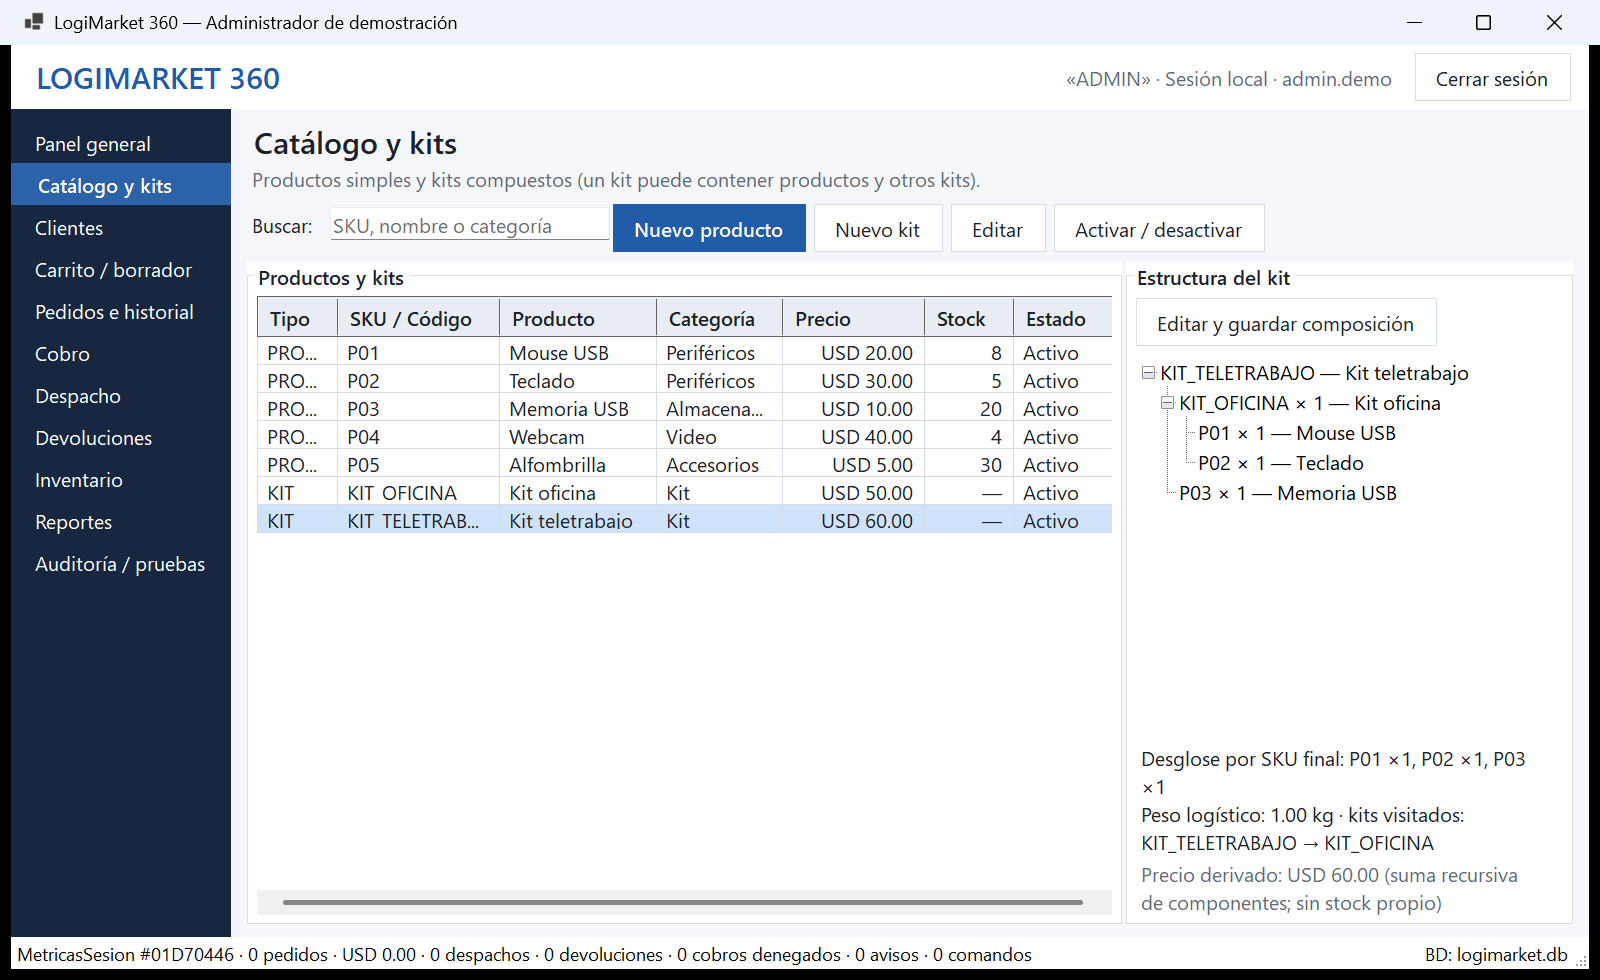 LogiMarket 360 — Administrador de demostración
LOGIMARKET 360
«ADMIN» · Sesión local · admin.demo
Cerrar sesión
Panel general
Catálogo y kits
Clientes
Carrito / borrador
Pedidos e historial
Cobro
Despacho
Devoluciones
Inventario
Reportes
Auditoría / pruebas
Catálogo y kits
Productos simples y kits compuestos (un kit puede contener productos y otros kits).
Buscar: SKU, nombre o categoría Nuevo producto Nuevo kit Editar Activar / desactivar
Productos y kits
Tipo SKU / Código Producto Categoría Precio Stock Estado
PRO... P01 Mouse USB Periféricos USD 20.00 8 Activo
PRO... P02 Teclado Periféricos USD 30.00 5 Activo
PRO... P03 Memoria USB Almacena... USD 10.00 20 Activo
PRO... P04 Webcam Video USD 40.00 4 Activo
PRO... P05 Alfombrilla Accesorios USD 5.00 30 Activo
KIT KIT_OFICINA Kit oficina Kit USD 50.00 — Activo
KIT KIT_TELETRAB... Kit teletrabajo Kit USD 60.00 — Activo
Estructura del kit
Editar y guardar composición
KIT_TELETRABAJO — Kit teletrabajo
KIT_OFICINA × 1 — Kit oficina
P01 × 1 — Mouse USB
P02 × 1 — Teclado
P03 × 1 — Memoria USB
Desglose por SKU final: P01 ×1, P02 ×1, P03
×1
Peso logístico: 1.00 kg · kits visitados:
KIT_TELETRABAJO → KIT_OFICINA
Precio derivado: USD 60.00 (suma recursiva
de componentes; sin stock propio)
MetricasSesion #01D70446 · 0 pedidos · USD 0.00 · 0 despachos · 0 devoluciones · 0 cobros denegados · 0 avisos · 0 comandos
BD: logimarket.db